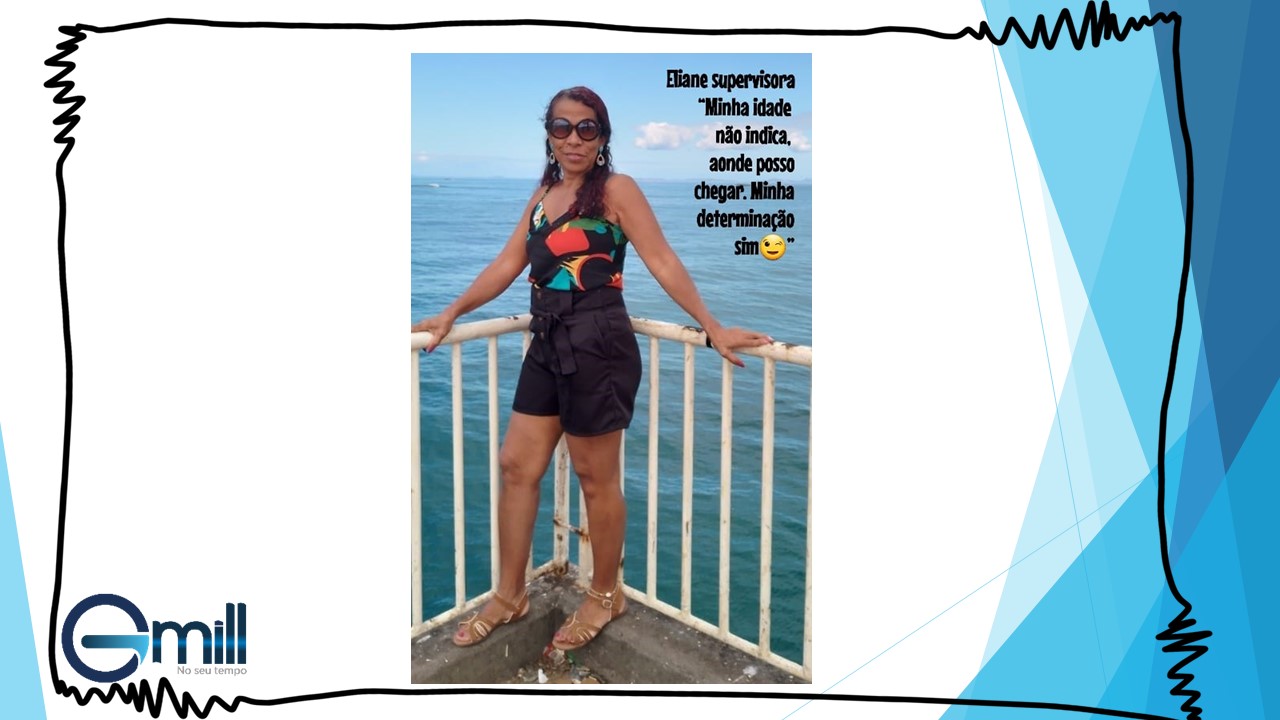 Eliane supervisora
"Minha idade
não indica,
aonde posso
chegar. Minha
determinação
sim😉"
Gmill
No seu tempo